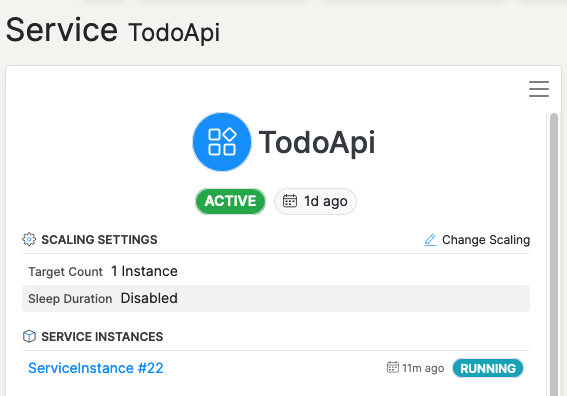 Service TodoApi
TodoApi
ACTIVE 1d ago
SCALING SETTINGS Change Scaling
Target Count 1 Instance
Sleep Duration Disabled
SERVICE INSTANCES
ServiceInstance #22 11m ago RUNNING